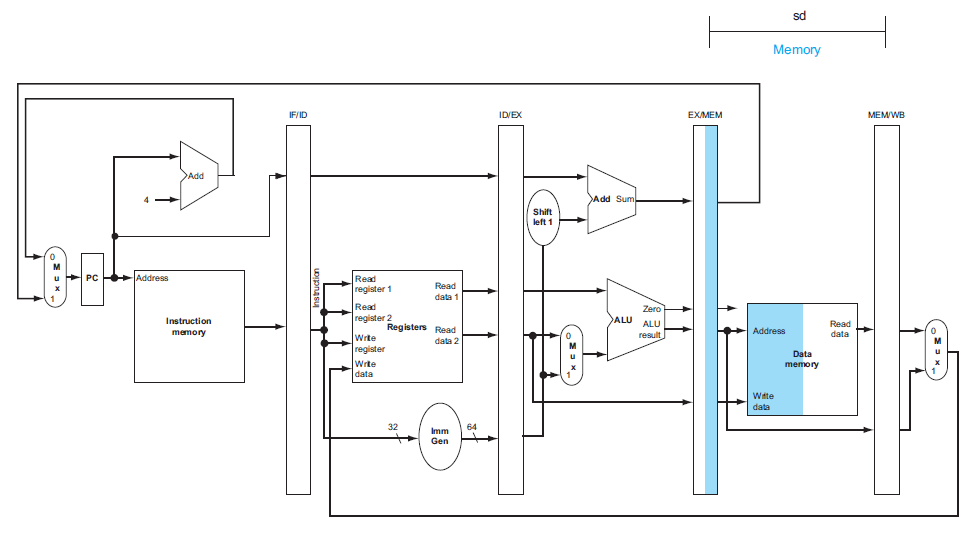 sd
Memory
IF/ID
ID/EX
EX/MEM
MEM/WB
Add
4
Shift
left 1
Add Sum
0
M
u
x
1
PC
Address
Instruction
memory
Instruction
Read
register 1
Read
register 2
Write
register
Write
data
Registers
Read
data 1
Read
data 2
0
M
u
x
1
Zero
ALU
ALU
result
Address
Read
data
Data
memory
Write
data
0
M
u
x
1
32
Imm
Gen
64